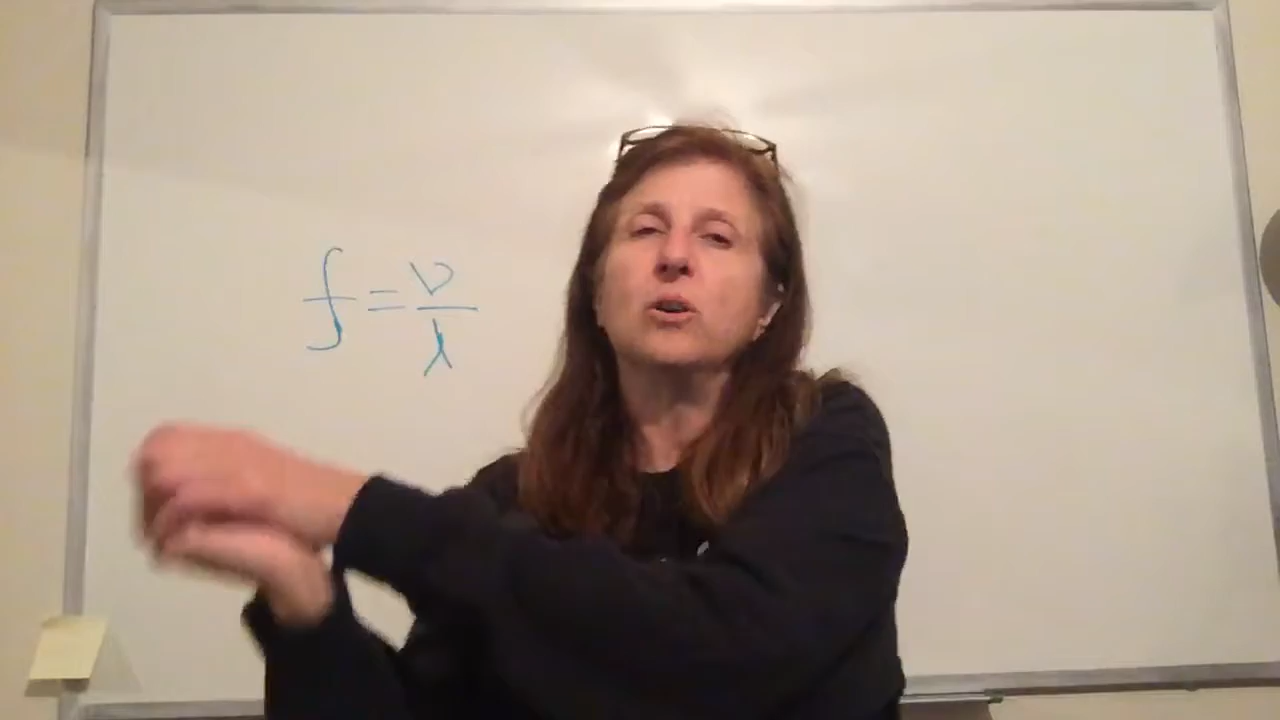 f = v/λ